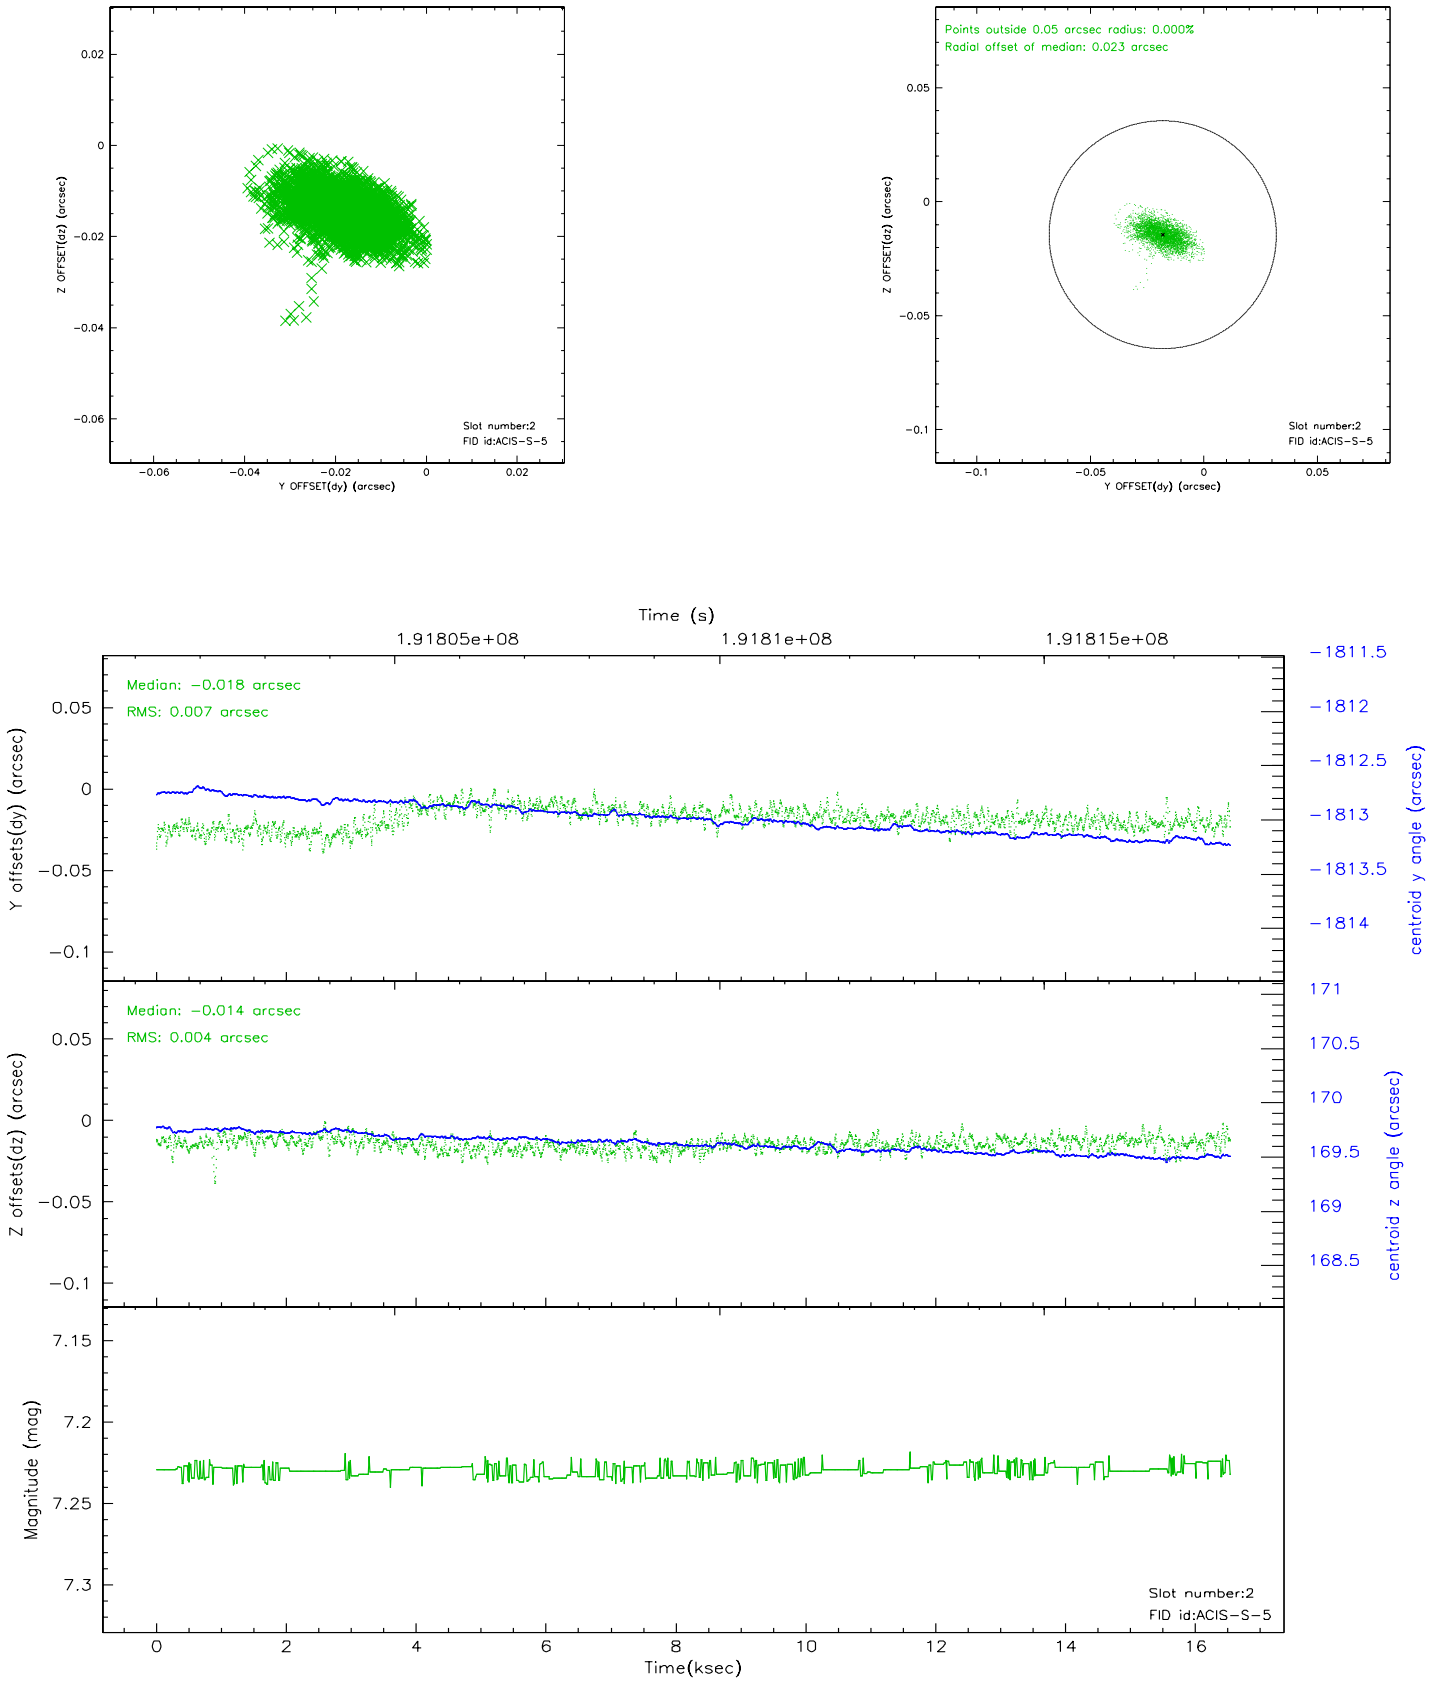 0.02
0
−0.02
−0.04
−0.06
Z OFFSET(dz) (arcsec)
Slot number:2
FID id:ACIS−S−5
−0.06
−0.04
−0.02
0
0.02
Y OFFSET(dy) (arcsec)
Points outside 0.05 arcsec radius: 0.000%
Radial offset of median: 0.023 arcsec
0.05
0
−0.05
−0.1
Z OFFSET(dz) (arcsec)
Slot number:2
FID id:ACIS−S−5
−0.1
−0.05
0
0.05
Y OFFSET(dy) (arcsec)
Time (s)
1.91805e+08
1.9181e+08
1.91815e+08
Median: −0.018 arcsec
RMS: 0.007 arcsec
0.05
0
−0.05
−0.1
Y offsets(dy) (arcsec)
−1811.5
−1812
−1812.5
−1813
−1813.5
−1814
centroid y angle (arcsec)
Median: −0.014 arcsec
RMS: 0.004 arcsec
0.05
0
−0.05
−0.1
Z offsets(dz) (arcsec)
171
170.5
170
169.5
169
168.5
centroid z angle (arcsec)
7.15
7.2
7.25
7.3
Magnitude (mag)
Slot number:2
FID id:ACIS−S−5
0
2
4
6
8
10
12
14
16
Time(ksec)